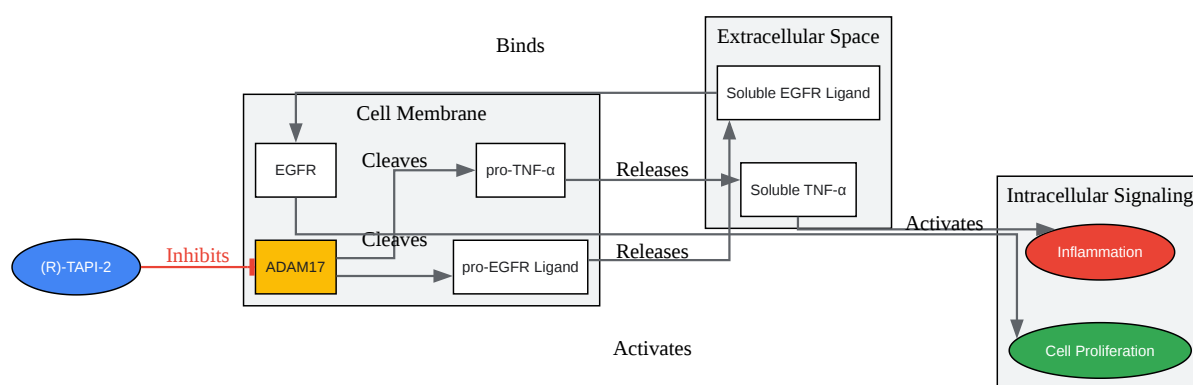 Extracellular Space
Binds
Soluble EGFR Ligand
Cell Membrane
Cleaves
EGFR
pro-TNF-α
Releases
Soluble TNF-α
Intracellular Signaling
Activates
Cleaves
Inhibits
Releases
Inflammation
(R)-TAPI-2
ADAM17
pro-EGFR Ligand
Activates
Cell Proliferation